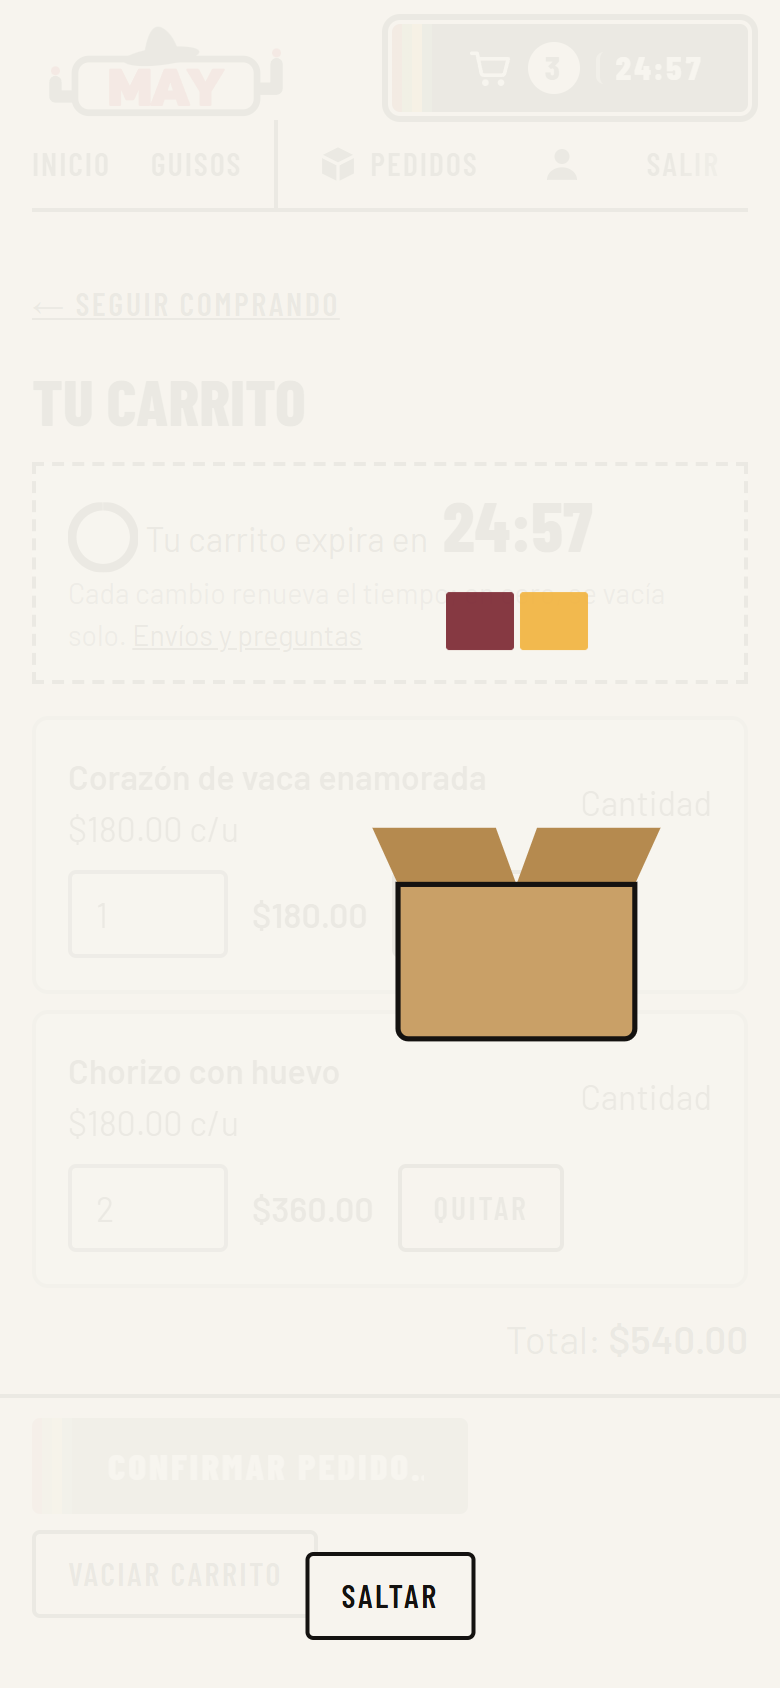 MAY
3
24:57
INICIO GUISOS PEDIDOS SALIR
← SEGUIR COMPRANDO
TU CARRITO
Tu carrito expira en 24:57
Cada cambio renueva el tiempo vacía
solo. Envíos y preguntas
Corazón de vaca enamorada
$180.00 c/u
Cantidad
1 $180.00
Chorizo con huevo
$180.00 c/u
Cantidad
2 $360.00 QUITAR
Total: $540.00
CONFIRMAR PEDIDO…
VACIAR CARRITO
SALTAR